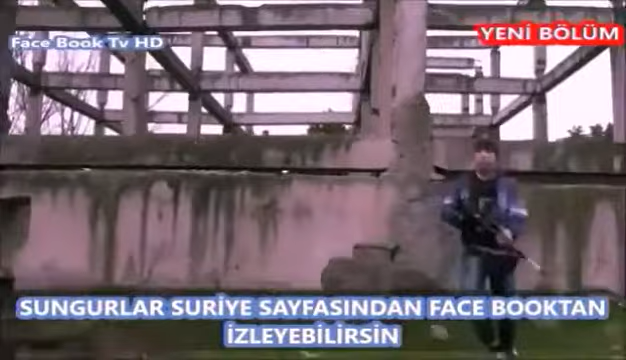 YENİ BÖLÜM
Face Book Tv HD
SUNGURLAR SURİYE SAYFASINDAN FACE BOOKTAN
İZLEYEBİLİRSİN